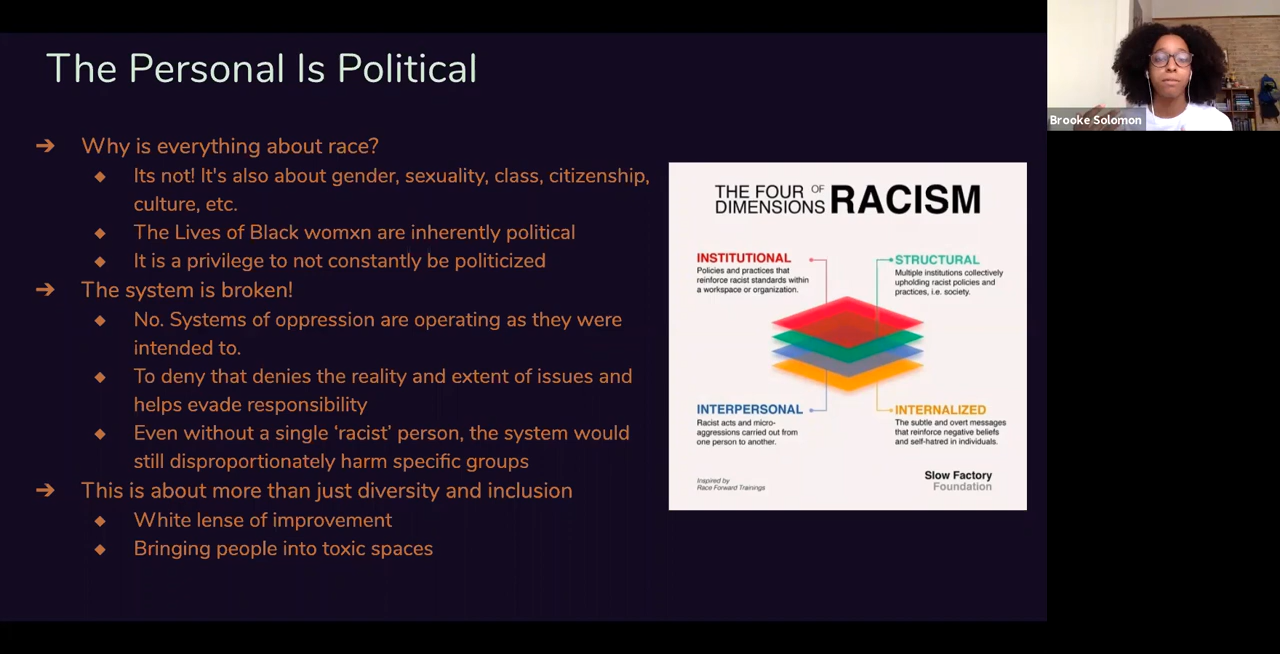 The Personal Is Political
➔ Why is everything about race?
◆ Its not! It's also about gender, sexuality, class, citizenship,
culture, etc.
◆ The Lives of Black womxn are inherently political
◆ It is a privilege to not constantly be politicized
➔ The system is broken!
◆ No. Systems of oppression are operating as they were
intended to.
◆ To deny that denies the reality and extent of issues and
helps evade responsibility
◆ Even without a single ‘racist’ person, the system would
still disproportionately harm specific groups
➔ This is about more than just diversity and inclusion
◆ White lense of improvement
◆ Bringing people into toxic spaces
THE FOUR OF
DIMENSIONS RACISM
INSTITUTIONAL
Policies and practices that
reinforce racist standards within
a workspace or organization.
STRUCTURAL
Multiple institutions collectively
upholding racist policies and
practices, i.e. society.
INTERPERSONAL
Racist acts and micro-
aggressions carried out from
one person to another.
INTERNALIZED
The subtle and overt messages
that reinforce negative beliefs
and self-hatred in individuals.
Inspired by
Race Forward Trainings
Slow Factory
Foundation
Brooke Solomon